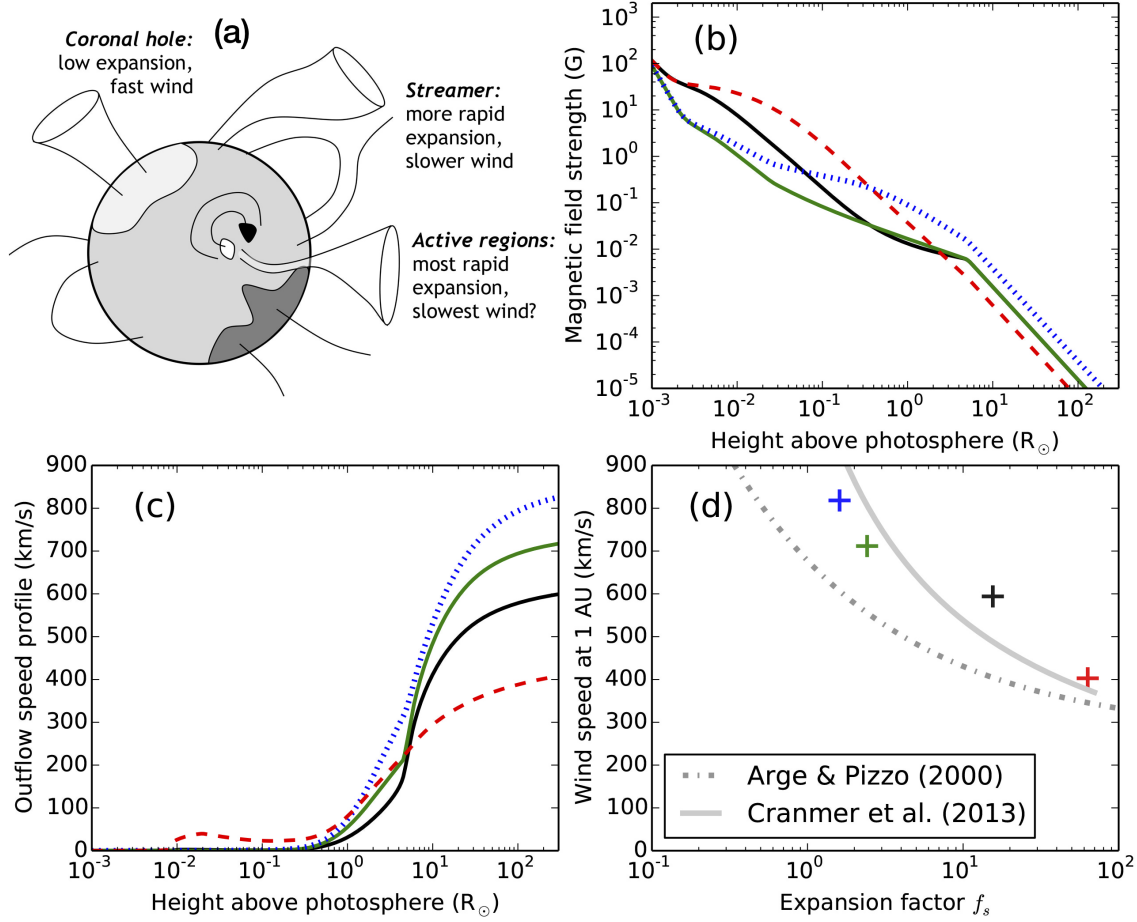 (a)
Coronal hole:
low expansion,
fast wind
Streamer:
more rapid
expansion,
slower wind
Active regions:
most rapid
expansion,
slowest wind?
(b)
Magnetic field strength (G)
10³
10²
10¹
10⁰
10⁻¹
10⁻²
10⁻³
10⁻⁴
10⁻⁵
10⁻³ 10⁻² 10⁻¹ 10⁰ 10¹ 10²
Height above photosphere (R☉)
(c)
Outflow speed profile (km/s)
900
800
700
600
500
400
300
200
100
0
10⁻³ 10⁻² 10⁻¹ 10⁰ 10¹ 10²
Height above photosphere (R☉)
(d)
Wind speed at 1 AU (km/s)
900
800
700
600
500
400
300
200
100
0
Arge & Pizzo (2000)
Cranmer et al. (2013)
10⁻¹ 10⁰ 10¹ 10²
Expansion factor fₛ